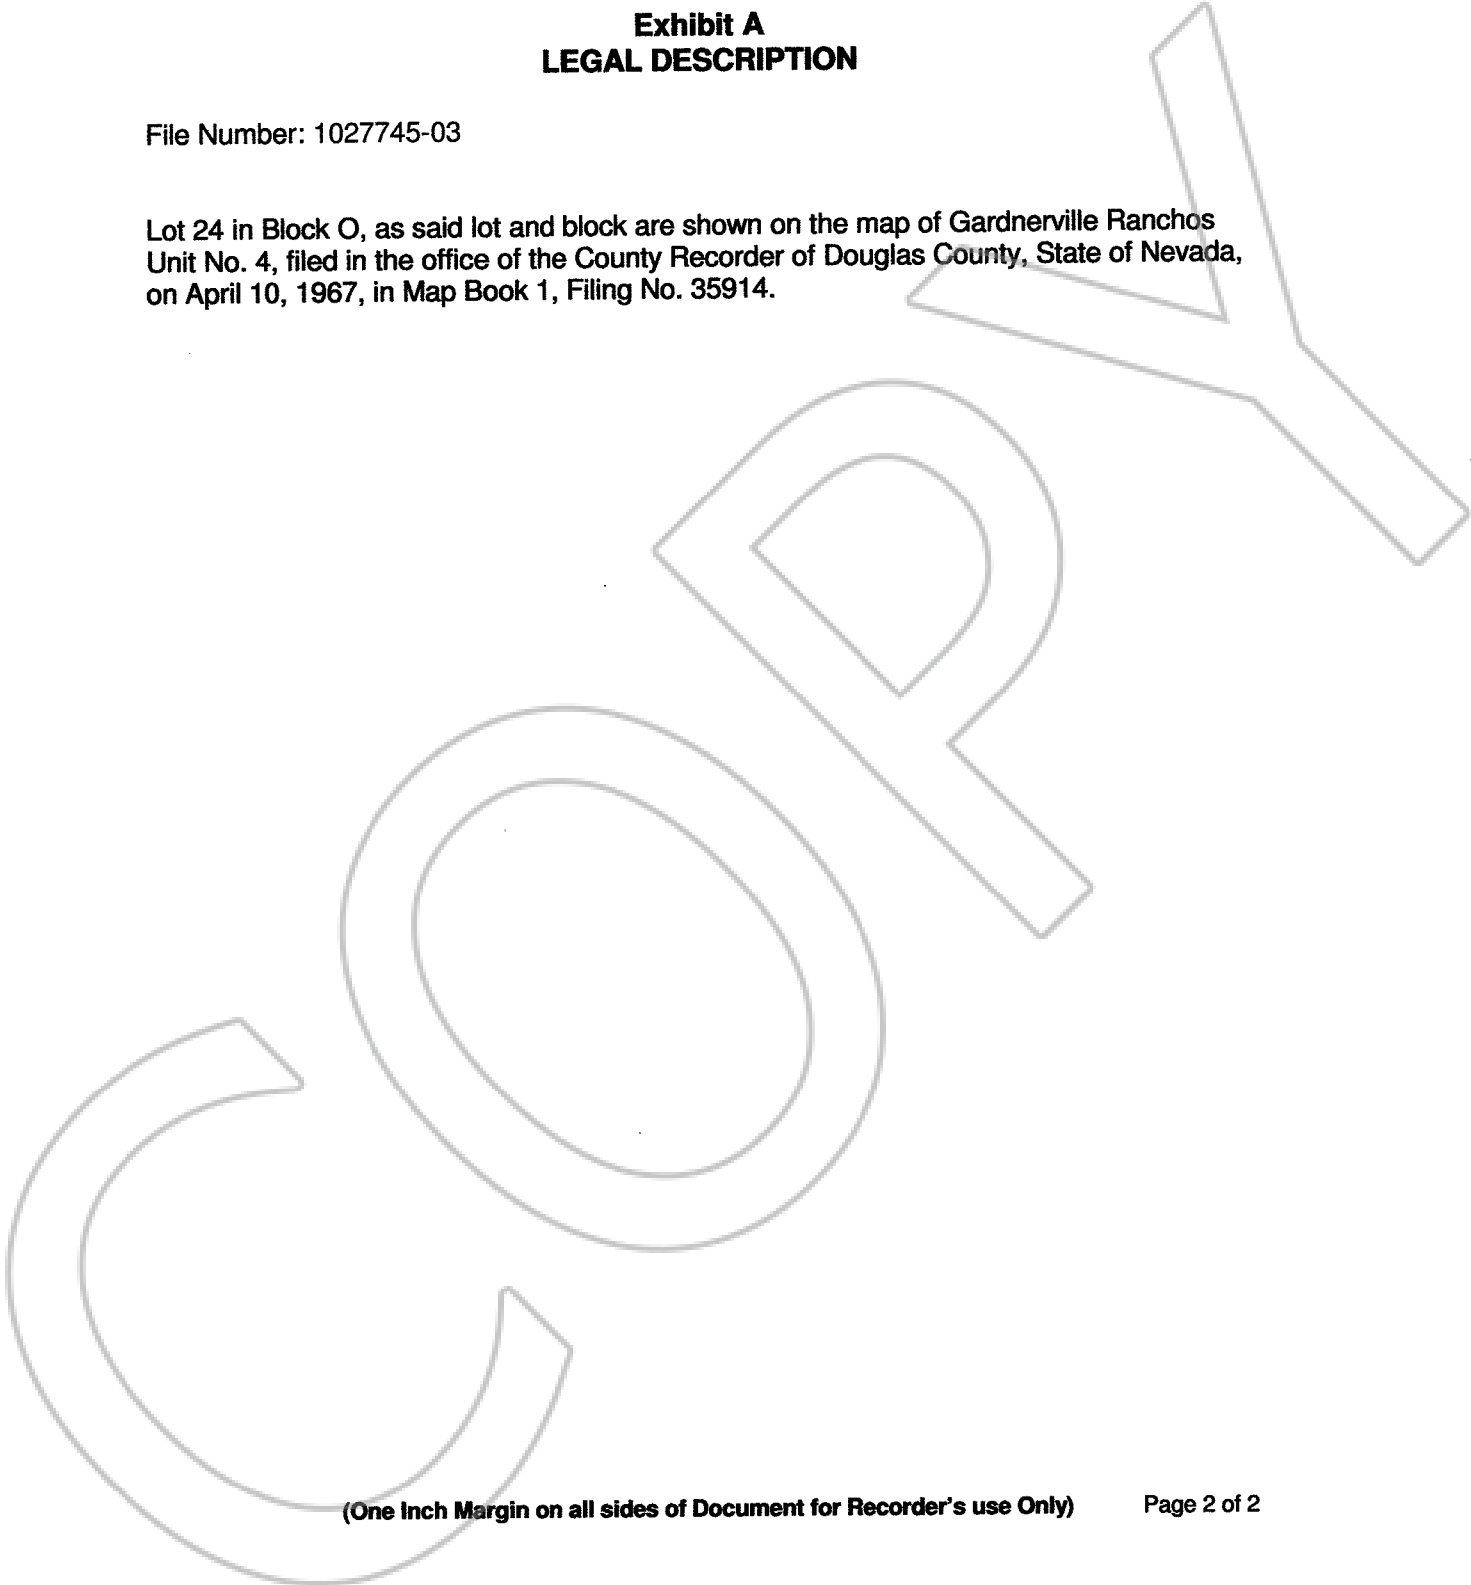 Exhibit A
LEGAL DESCRIPTION
File Number: 1027745-03
Lot 24 in Block O, as said lot and block are shown on the map of Gardnerville Ranchos
Unit No. 4, filed in the office of the County Recorder of Douglas County, State of Nevada,
on April 10, 1967, in Map Book 1, Filing No. 35914.
COPY
(One Inch Margin on all sides of Document for Recorder's use Only) Page 2 of 2